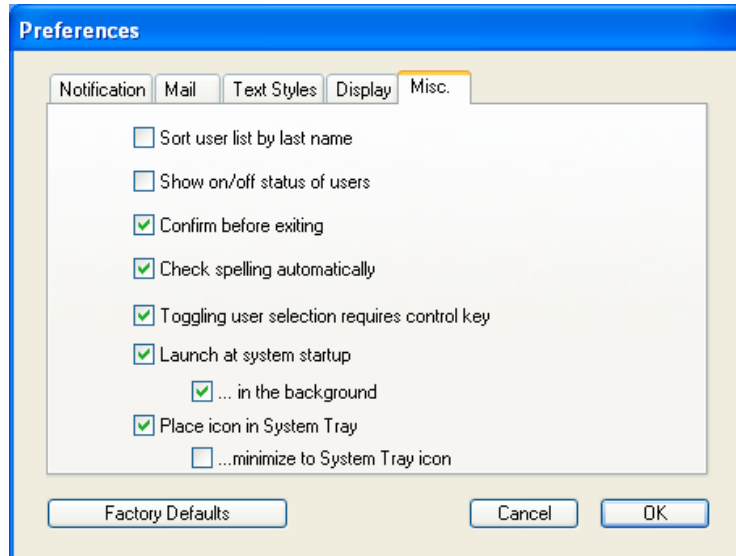 Preferences
Notification Mail Text Styles Display Misc.
Sort user list by last name
Show on/off status of users
Confirm before exiting
Check spelling automatically
Toggling user selection requires control key
Launch at system startup
... in the background
Place icon in System Tray
...minimize to System Tray icon
Factory Defaults Cancel OK